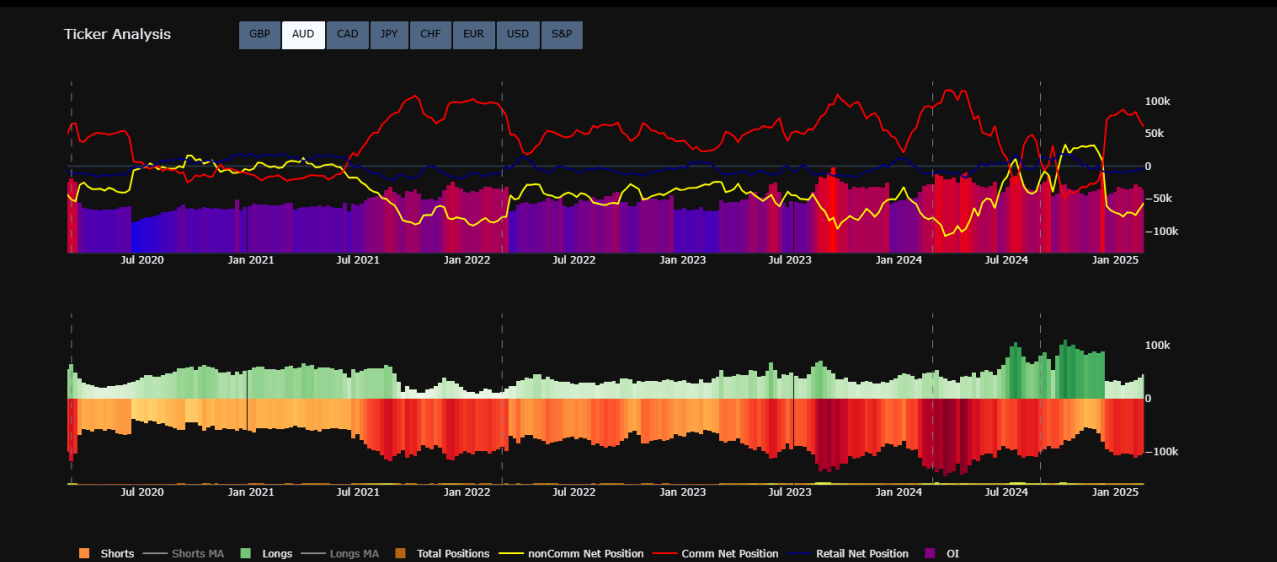 Ticker Analysis GBP AUD CAD JPY CHF EUR USD S&P
100k
50k
0
−50k
−100k
Jul 2020 Jan 2021 Jul 2021 Jan 2022 Jul 2022 Jan 2023 Jul 2023 Jan 2024 Jul 2024 Jan 2025
100k
0
−100k
Jul 2020 Jan 2021 Jul 2021 Jan 2022 Jul 2022 Jan 2023 Jul 2023 Jan 2024 Jul 2024 Jan 2025
Shorts Shorts MA Longs Longs MA Total Positions nonComm Net Position Comm Net Position Retail Net Position OI